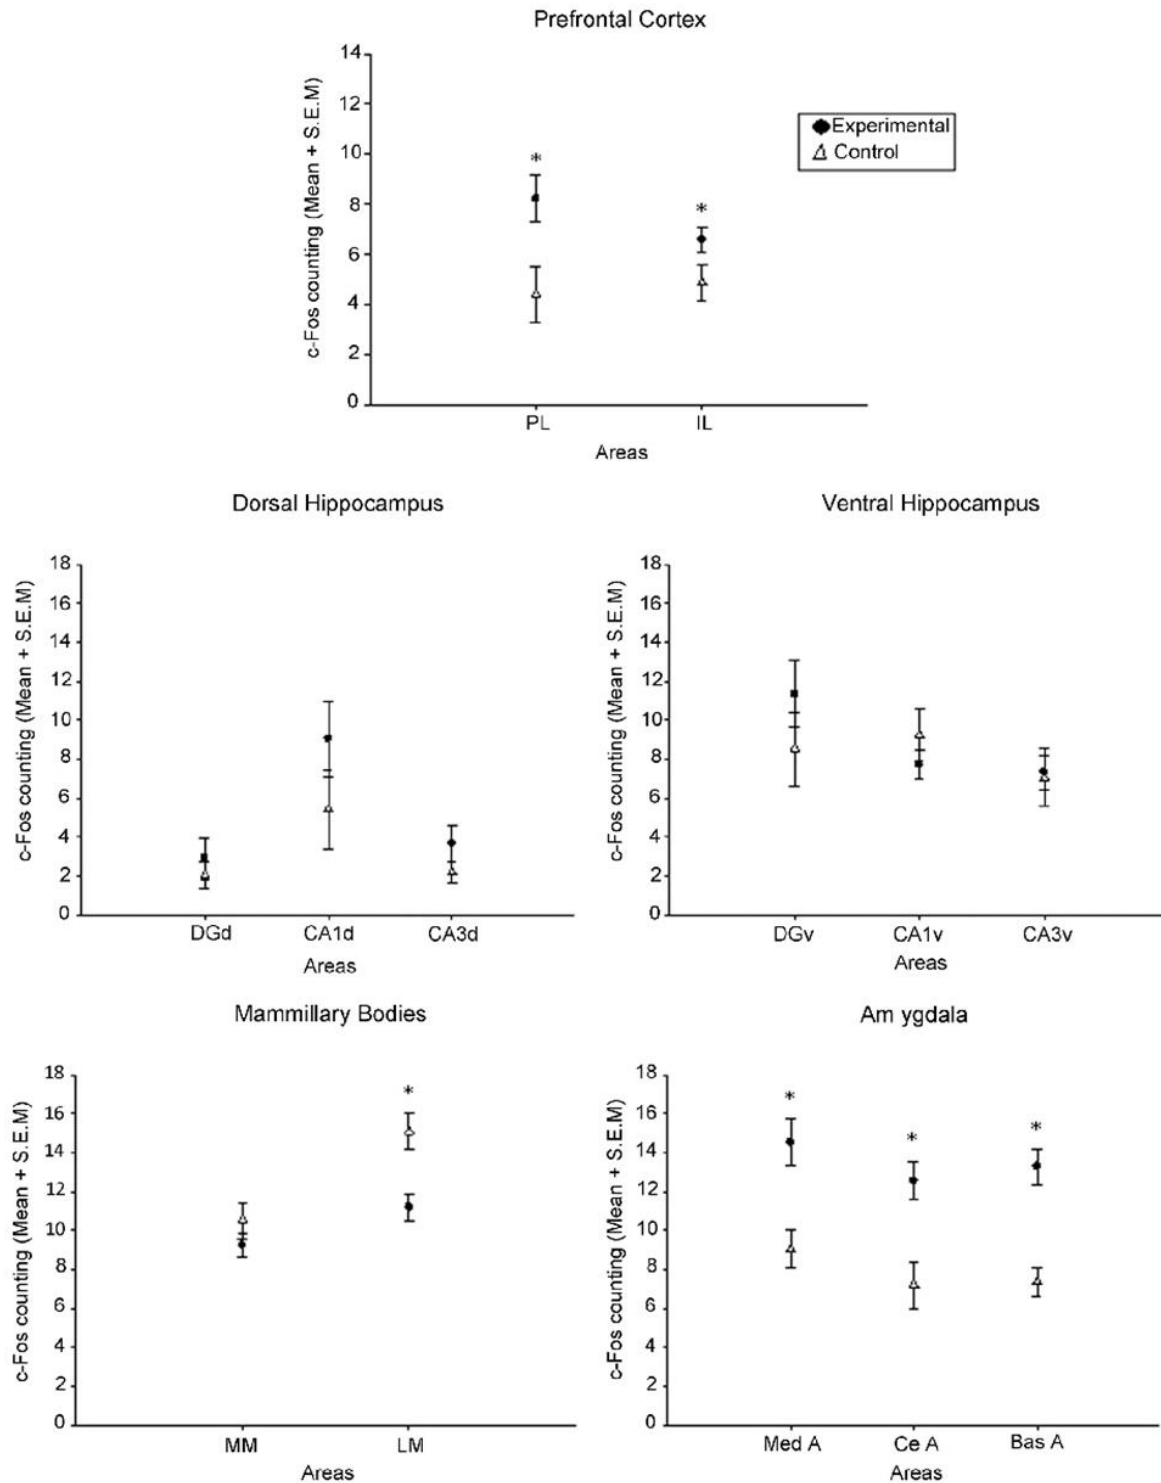 Prefrontal Cortex
c-Fos counting (Mean + S.E.M)
14
12
10
8
6
4
2
0
*
*
Experimental
Control
PL
IL
Areas
Dorsal Hippocampus
c-Fos counting (Mean + S.E.M)
18
16
14
12
10
8
6
4
2
0
DGd
CA1d
CA3d
Areas
Ventral Hippocampus
c-Fos counting (Mean + S.E.M)
18
16
14
12
10
8
6
4
2
0
DGv
CA1v
CA3v
Areas
Mammillary Bodies
c-Fos counting (Mean + S.E.M)
18
16
14
12
10
8
6
4
2
0
*
MM
LM
Areas
Am ygdala
c-Fos counting (Mean + S.E.M)
18
16
14
12
10
8
6
4
2
0
*
*
*
Med A
Ce A
Bas A
Areas